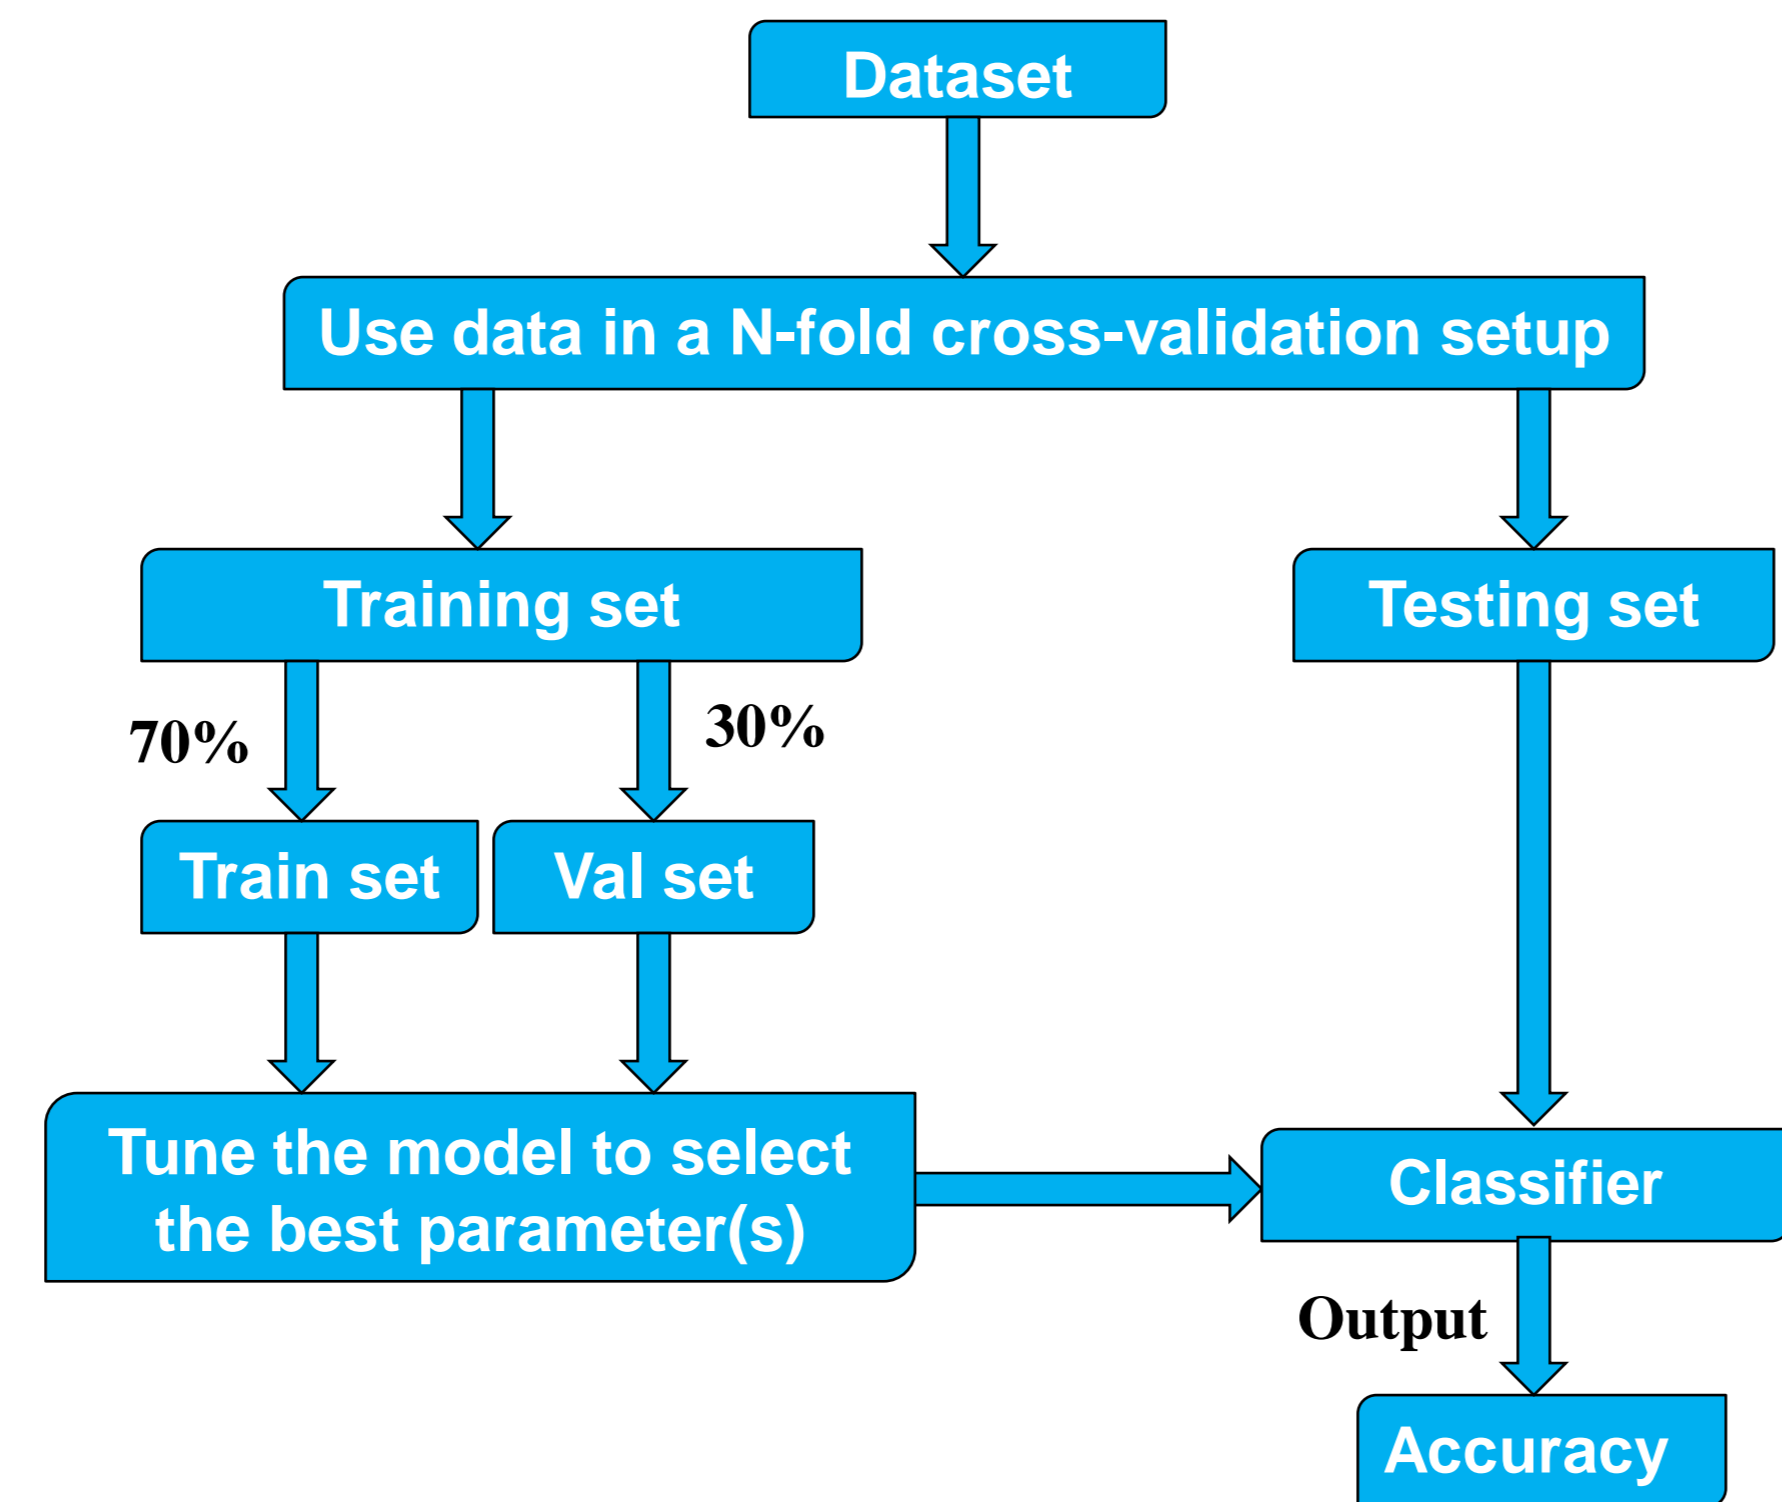 Dataset
Use data in a N-fold cross-validation setup
Training set
Testing set
70%
30%
Train set
Val set
Tune the model to select
the best parameter(s)
Classifier
Output
Accuracy